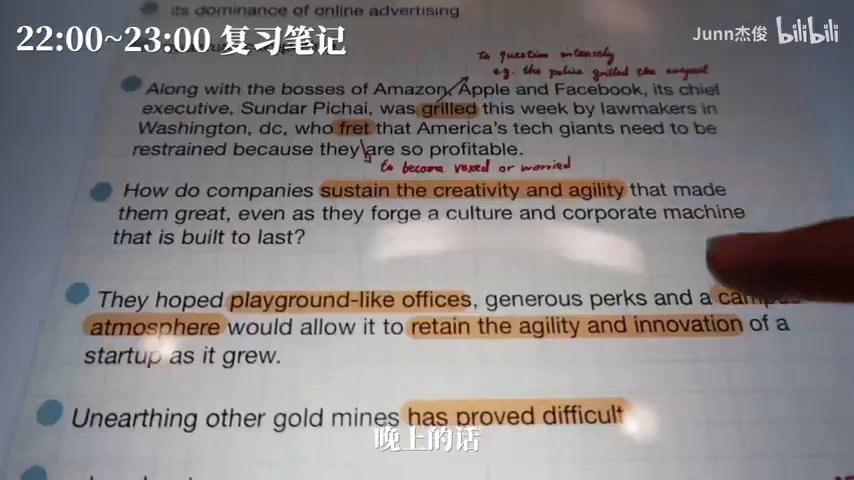 its dominance of online advertising
22:00~23:00 复习笔记
Junn杰俊 bilibili
to question intensely
e.g. the police grilled the suspect
Along with the bosses of Amazon, Apple and Facebook, its chief
executive, Sundar Pichai, was grilled this week by lawmakers in
Washington, dc, who fret that America's tech giants need to be
restrained because they are so profitable.
to become vexed or worried
How do companies sustain the creativity and agility that made
them great, even as they forge a culture and corporate machine
that is built to last?
They hoped playground-like offices, generous perks and a
atmosphere would allow it to retain the agility and innovation of a
startup as it grew.
Unearthing other gold mines has proved difficult
晚上的话